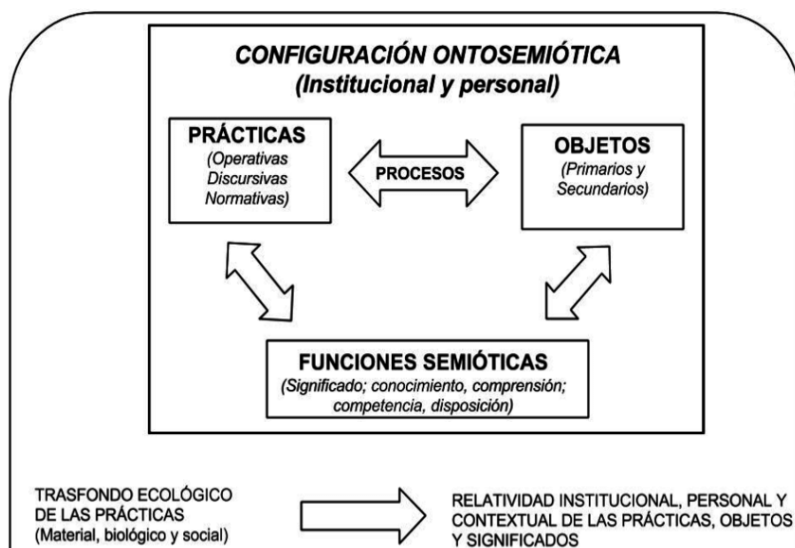 CONFIGURACIÓN ONTOSEMIÓTICA
(Institucional y personal)
PRÁCTICAS
(Operativas
Discursivas
Normativas)
PROCESOS
OBJETOS
(Primarios y
Secundarios)
FUNCIONES SEMIÓTICAS
(Significado; conocimiento, comprensión;
competencia, disposición)
TRASFONDO ECOLÓGICO
DE LAS PRÁCTICAS
(Material, biológico y social)
RELATIVIDAD INSTITUCIONAL, PERSONAL Y
CONTEXTUAL DE LAS PRÁCTICAS, OBJETOS
Y SIGNIFICADOS